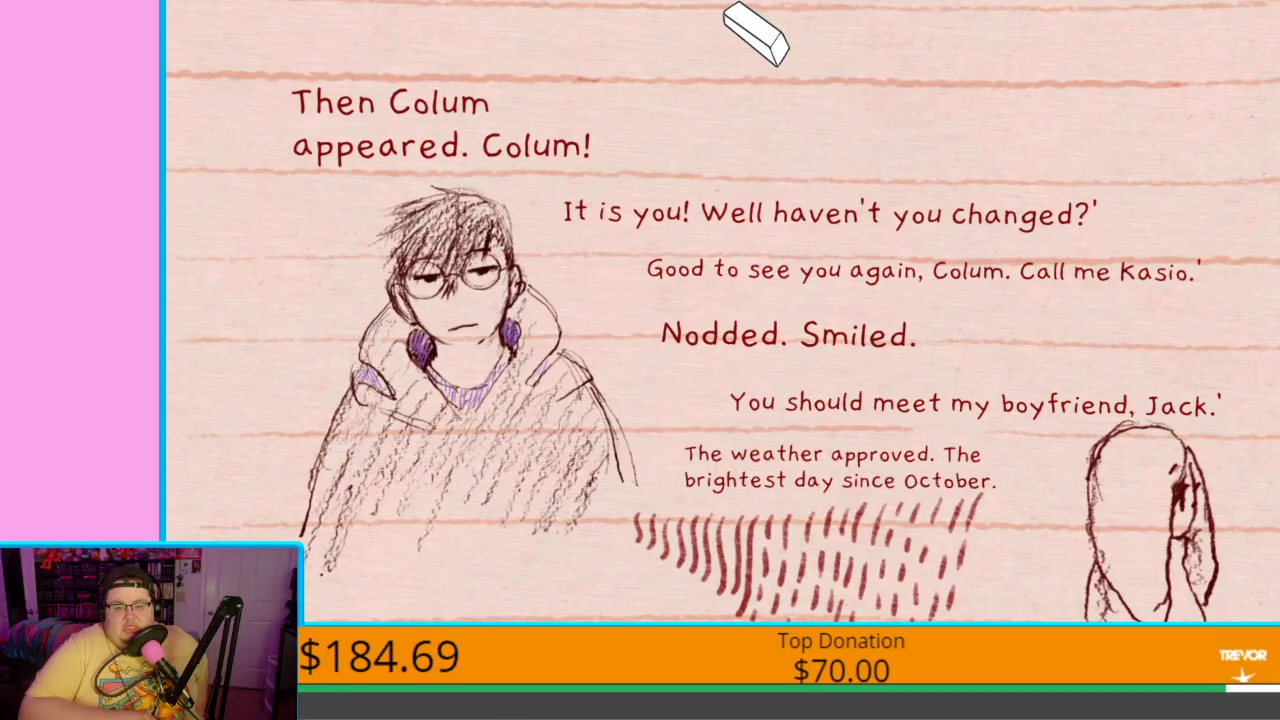 Then Colum
appeared. Colum!
It is you! Well haven't you changed?'
Good to see you again, Colum. Call me Kasio.'
Nodded. Smiled.
You should meet my boyfriend, Jack.'
The weather approved. The
brightest day since October.
$184.69
Top Donation
$70.00
TREVOR